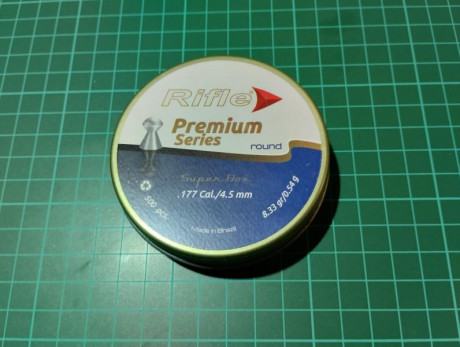 Rifle
Premium
Series
round
Super Box
.177 Cal./4.5 mm
500 pcs.
8.33 gr/0.54 g
Made in Brazil